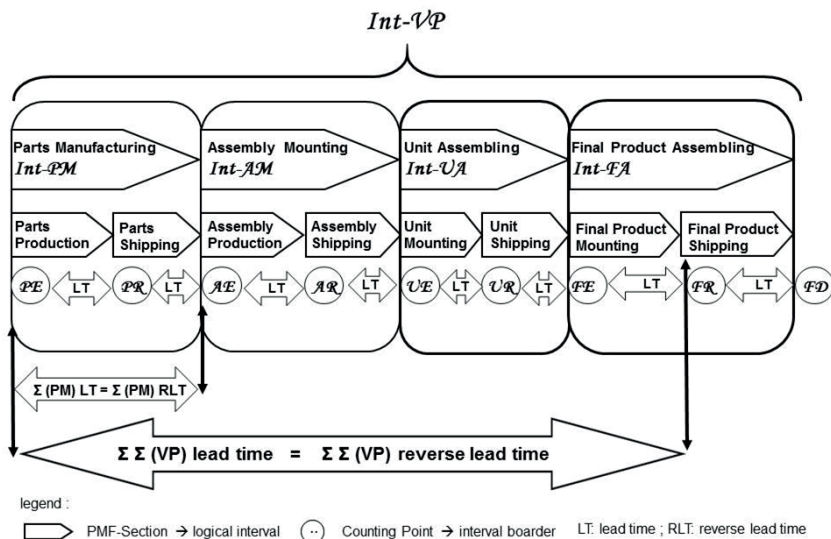 Int-VP
Parts Manufacturing
Int-PM
Assembly Mounting
Int-AM
Unit Assembling
Int-UA
Final Product Assembling
Int-FA
Parts
Production
Parts
Shipping
Assembly
Production
Assembly
Shipping
Unit
Mounting
Unit
Shipping
Final Product
Mounting
Final Product
Shipping
PE
LT
PR
LT
AE
LT
AR
LT
UE
LT
UR
LT
FE
LT
FR
LT
FD
Σ (PM) LT = Σ (PM) RLT
Σ Σ (VP) lead time = Σ Σ (VP) reverse lead time
legend :
PMF-Section → logical interval
·· Counting Point → interval boarder
LT: lead time ; RLT: reverse lead time